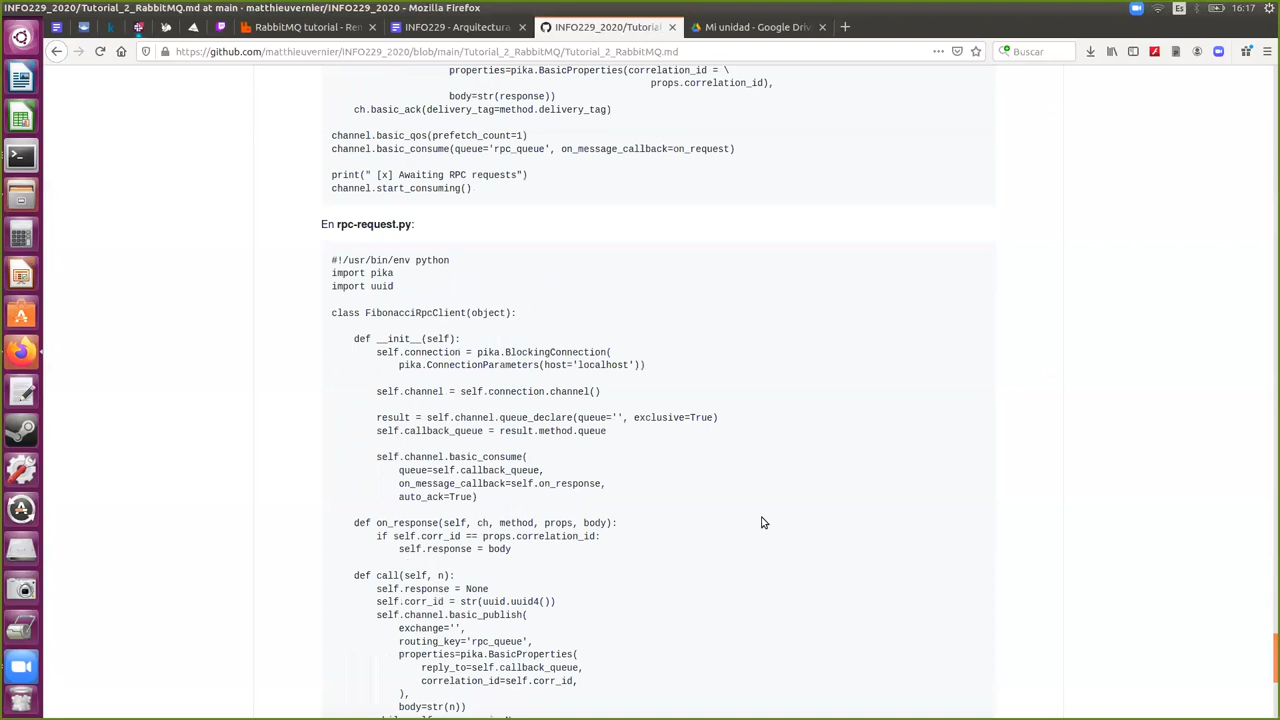 Tutorial_2_RabbitMQ.md at main · matthieuvernier/INFO229_2020 - Mozilla Firefox
Es
16:17
RabbitMQ tutorial - Rem
INFO229 - Arquitectura
INFO229_2020/Tutorial
Mi unidad - Google Driv
https://github.com/matthieuvernier/INFO229_2020/blob/main/Tutorial_2_RabbitMQ/Tutorial_2_RabbitMQ.md
Buscar
properties=pika.BasicProperties(correlation_id = \
props.correlation_id),
body=str(response))
ch.basic_ack(delivery_tag=method.delivery_tag)
channel.basic_qos(prefetch_count=1)
channel.basic_consume(queue='rpc_queue', on_message_callback=on_request)
print(" [x] Awaiting RPC requests")
channel.start_consuming()
En rpc-request.py:
#!/usr/bin/env python
import pika
import uuid
class FibonacciRpcClient(object):
def __init__(self):
self.connection = pika.BlockingConnection(
pika.ConnectionParameters(host='localhost'))
self.channel = self.connection.channel()
result = self.channel.queue_declare(queue='', exclusive=True)
self.callback_queue = result.method.queue
self.channel.basic_consume(
queue=self.callback_queue,
on_message_callback=self.on_response,
auto_ack=True)
def on_response(self, ch, method, props, body):
if self.corr_id == props.correlation_id:
self.response = body
def call(self, n):
self.response = None
self.corr_id = str(uuid.uuid4())
self.channel.basic_publish(
exchange='',
routing_key='rpc_queue',
properties=pika.BasicProperties(
reply_to=self.callback_queue,
correlation_id=self.corr_id,
),
body=str(n))